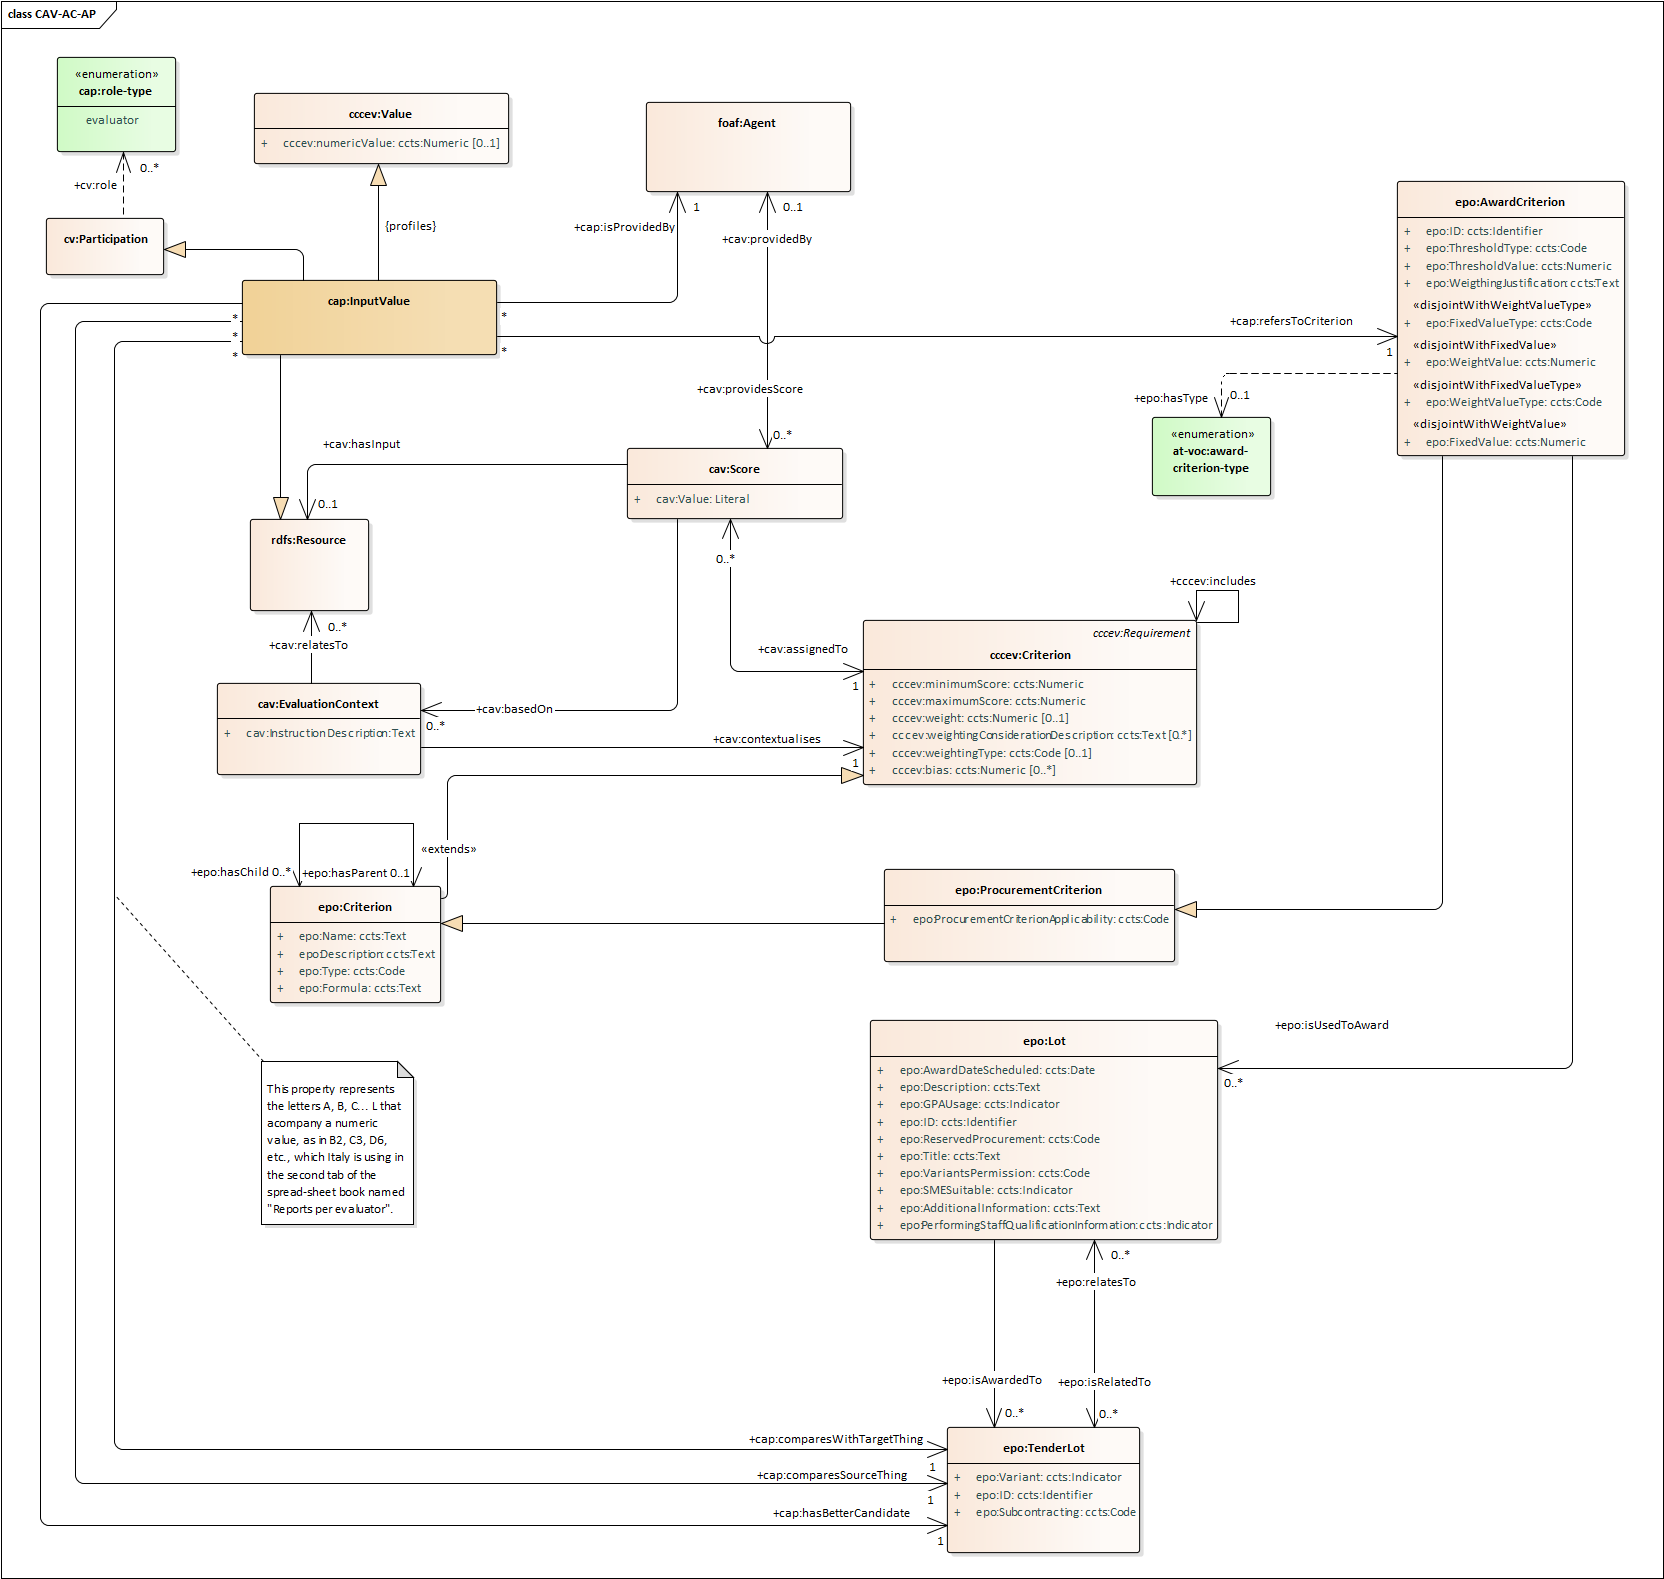 class CAV-AC-AP
«enumeration»
cap:role-type
evaluator
0..*
+cv:role
cv:Participation
cccev:Value
+ cccev:numericValue: ccts:Numeric [0..1]
{profiles}
foaf:Agent
1
+cap:isProvidedBy
0..1
+cav:providedBy
cap:InputValue
*
*
*
*
*
+cap:refersToCriterion
1
epo:AwardCriterion
+ epo:ID: ccts:Identifier
+ epo:ThresholdType: ccts:Code
+ epo:ThresholdValue: ccts:Numeric
+ epo:WeigthingJustification: ccts:Text
«disjointWithWeightValueType»
+ epo:FixedValueType: ccts:Code
«disjointWithFixedValue»
+ epo:WeightValue: ccts:Numeric
«disjointWithFixedValueType»
+ epo:WeightValueType: ccts:Code
«disjointWithWeightValue»
+ epo:FixedValue: ccts:Numeric
+epo:hasType
0..1
«enumeration»
at-voc:award-
criterion-type
+cav:providesScore
0..*
+cav:hasInput
0..1
cav:Score
+ cav:Value: Literal
0..*
rdfs:Resource
0..*
+cav:relatesTo
+cccev:includes
+cav:assignedTo
1
cccev:Requirement
cccev:Criterion
+ cccev:minimumScore: ccts:Numeric
+ cccev:maximumScore: ccts:Numeric
+ cccev:weight: ccts:Numeric [0..1]
+ cccev:weightingConsiderationDescription: ccts:Text [0..*]
+ cccev:weightingType: ccts:Code [0..1]
+ cccev:bias: ccts:Numeric [0..*]
cav:EvaluationContext
+ cav:InstructionDescription:Text
+cav:basedOn
0..*
+cav:contextualises
1
«extends»
+epo:hasChild 0..*
+epo:hasParent 0..1
epo:Criterion
+ epo:Name: ccts:Text
+ epo:Description: ccts:Text
+ epo:Type: ccts:Code
+ epo:Formula: ccts:Text
epo:ProcurementCriterion
+ epo:ProcurementCriterionApplicability: ccts:Code
epo:Lot
+ epo:AwardDateScheduled: ccts:Date
+ epo:Description: ccts:Text
+ epo:GPAUsage: ccts:Indicator
+ epo:ID: ccts:Identifier
+ epo:ReservedProcurement: ccts:Code
+ epo:Title: ccts:Text
+ epo:VariantsPermission: ccts:Code
+ epo:SMESuitable: ccts:Indicator
+ epo:AdditionalInformation: ccts:Text
+ epo:PerformingStaffQualificationInformation: ccts:Indicator
+epo:isUsedToAward
0..*
This property represents
the letters A, B, C... L that
acompany a numeric
value, as in B2, C3, D6,
etc., which Italy is using in
the second tab of the
spread-sheet book named
"Reports per evaluator".
0..*
+epo:relatesTo
+epo:isAwardedTo
0..*
+epo:isRelatedTo
0..*
+cap:comparesWithTargetThing
1
+cap:comparesSourceThing
1
+cap:hasBetterCandidate
1
epo:TenderLot
+ epo:Variant: ccts:Indicator
+ epo:ID: ccts:Identifier
+ epo:Subcontracting: ccts:Code